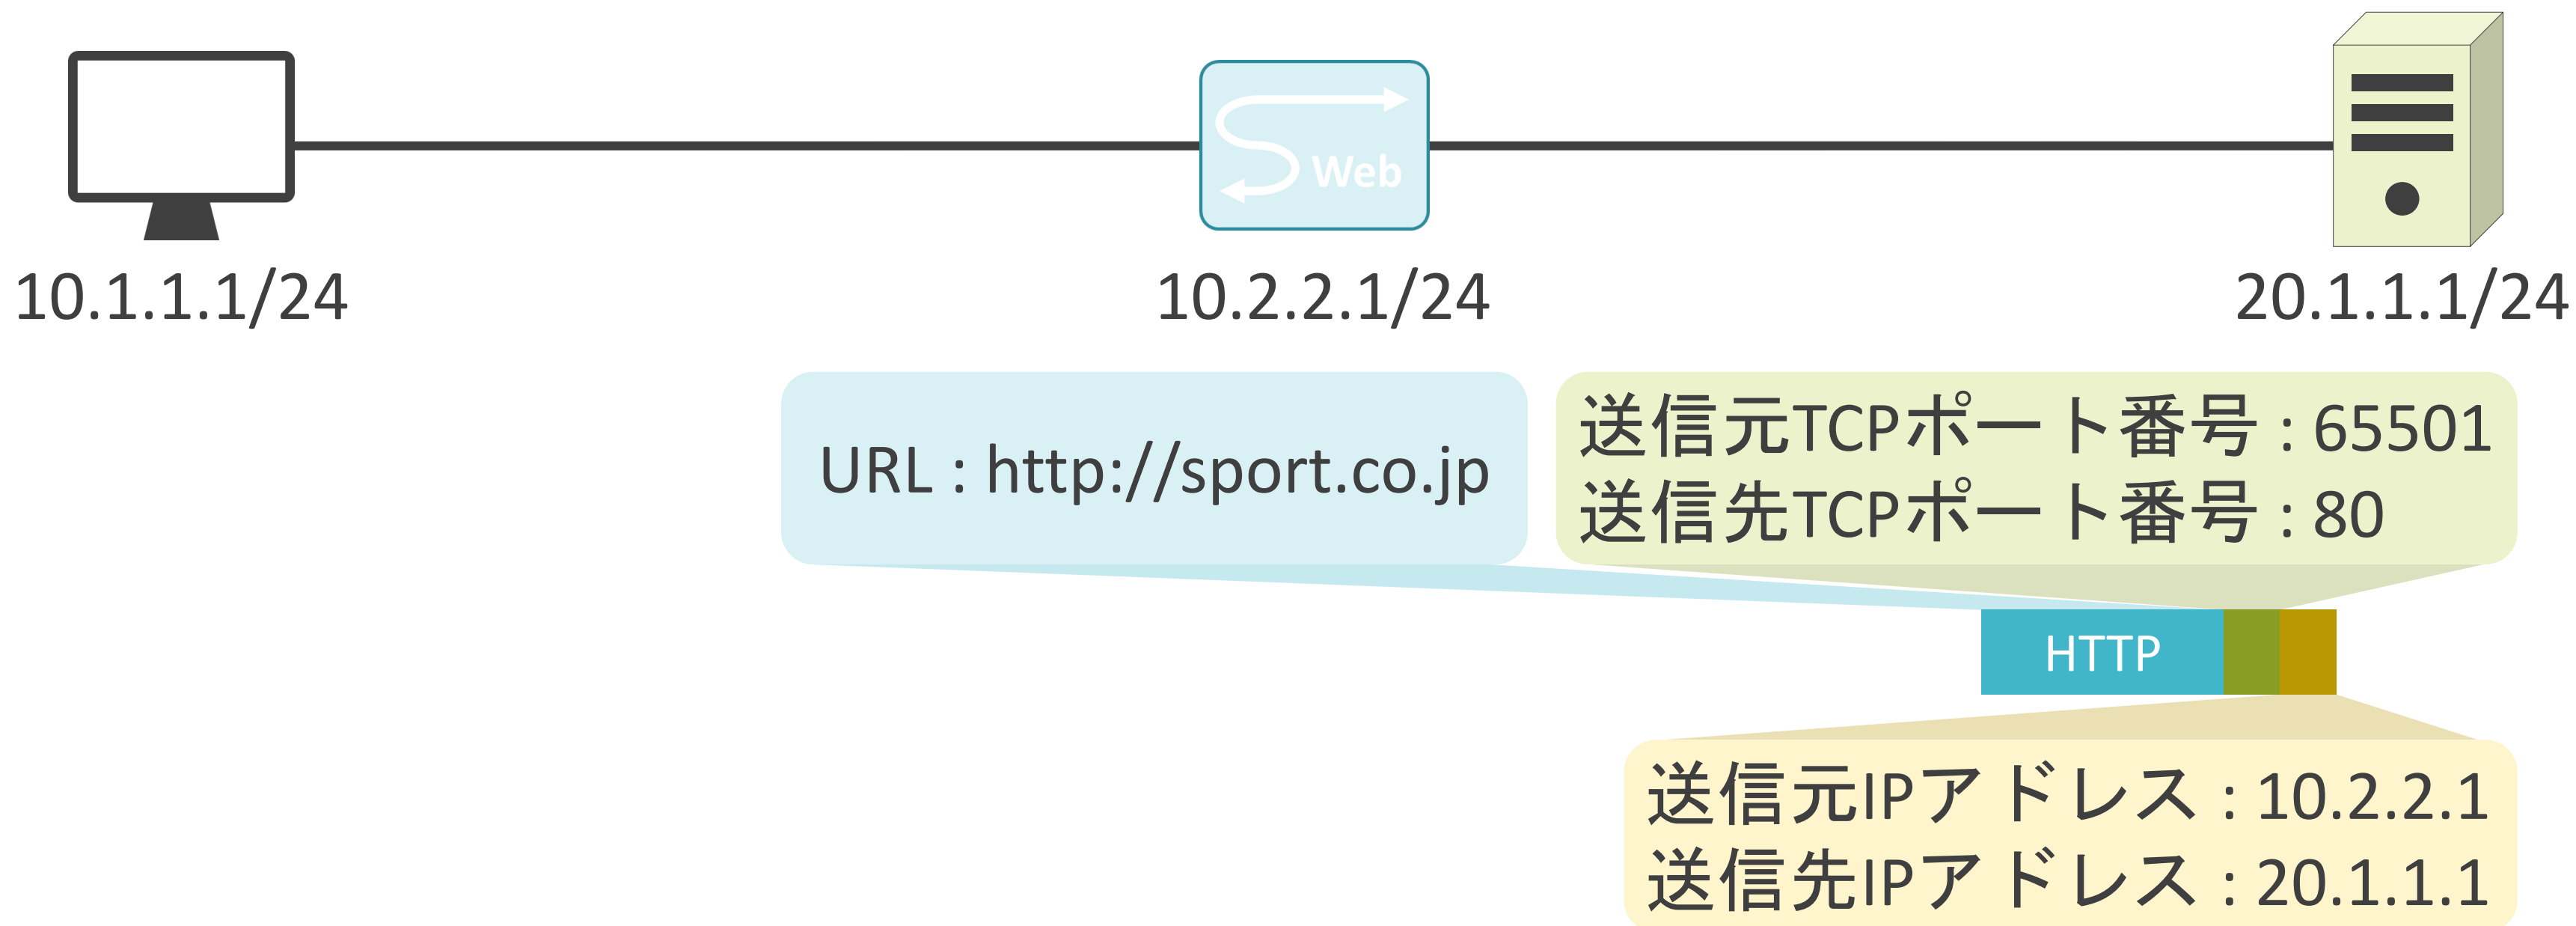 Web
10.1.1.1/24
10.2.2.1/24
20.1.1.1/24
URL : http://sport.co.jp
送信元TCPポート番号 : 65501
送信先TCPポート番号 : 80
HTTP
送信元IPアドレス : 10.2.2.1
送信先IPアドレス : 20.1.1.1